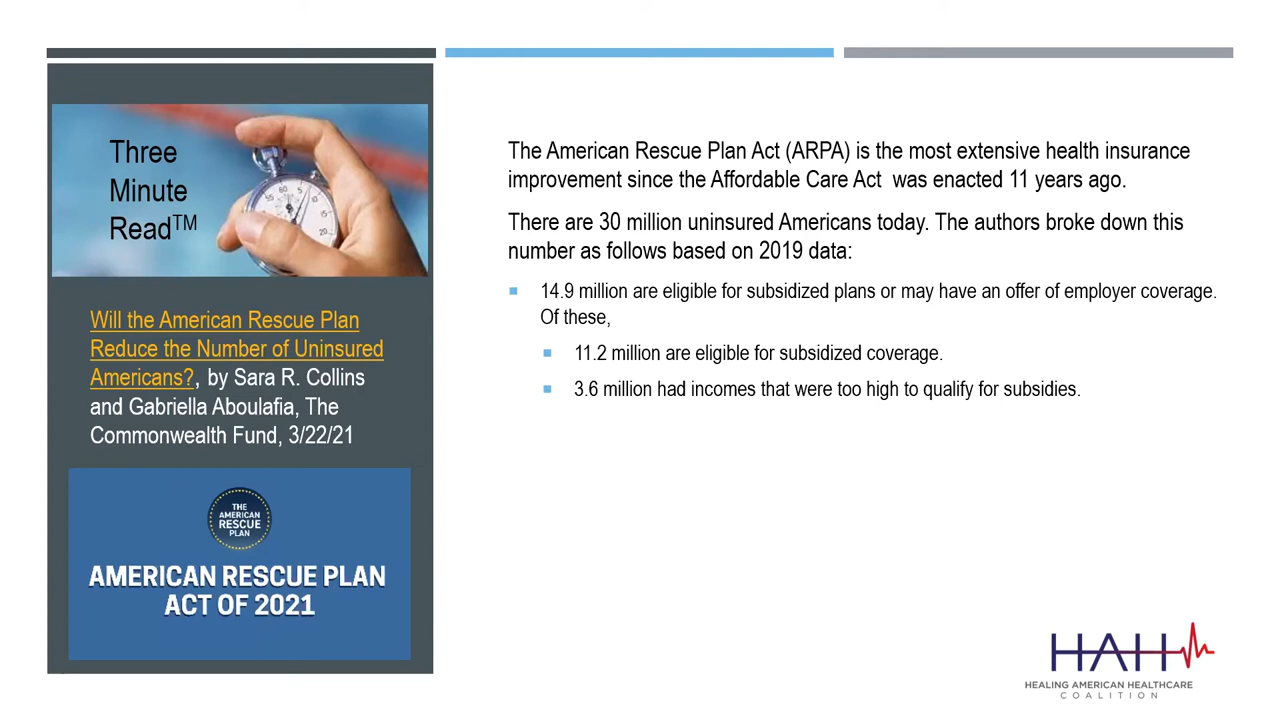 Three
Minute
Read™
60
5
20
Will the American Rescue Plan
Reduce the Number of Uninsured
Americans?, by Sara R. Collins
and Gabriella Aboulafia, The
Commonwealth Fund, 3/22/21
THE
AMERICAN
RESCUE
PLAN
AMERICAN RESCUE PLAN
ACT OF 2021
The American Rescue Plan Act (ARPA) is the most extensive health insurance
improvement since the Affordable Care Act was enacted 11 years ago.
There are 30 million uninsured Americans today. The authors broke down this
number as follows based on 2019 data:
14.9 million are eligible for subsidized plans or may have an offer of employer coverage.
Of these,
11.2 million are eligible for subsidized coverage.
3.6 million had incomes that were too high to qualify for subsidies.
HAH
HEALING AMERICAN HEALTHCARE
COALITION